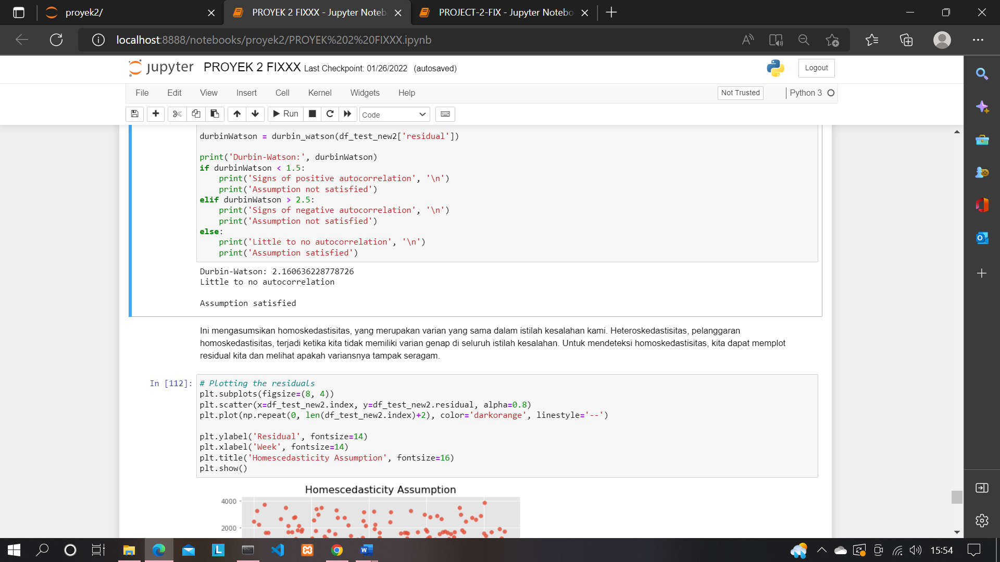 proyek2/
PROYEK 2 FIXXX - Jupyter Noteb
PROJECT-2-FIX - Jupyter Notebo
localhost:8888/notebooks/proyek2/PROYEK%202%20FIXXX.ipynb
jupyter PROYEK 2 FIXXX Last Checkpoint: 01/26/2022 (autosaved)
Logout
File Edit View Insert Cell Kernel Widgets Help
Not Trusted
Python 3
Run
Code
durbinWatson = durbin_watson(df_test_new2['residual'])
print('Durbin-Watson:', durbinWatson)
if durbinWatson < 1.5:
    print('Signs of positive autocorrelation', '\n')
    print('Assumption not satisfied')
elif durbinWatson > 2.5:
    print('Signs of negative autocorrelation', '\n')
    print('Assumption not satisfied')
else:
    print('Little to no autocorrelation', '\n')
    print('Assumption satisfied')
Durbin-Watson: 2.160636228778726
Little to no autocorrelation
Assumption satisfied
Ini mengasumsikan homoskedastisitas, yang merupakan varian yang sama dalam istilah kesalahan kami. Heteroskedastisitas, pelanggaran
homoskedastisitas, terjadi ketika kita tidak memiliki varian genap di seluruh istilah kesalahan. Untuk mendeteksi homoskedastisitas, kita dapat memplot
residual kita dan melihat apakah variansnya tampak seragam.
In [112]:
# Plotting the residuals
plt.subplots(figsize=(8, 4))
plt.scatter(x=df_test_new2.index, y=df_test_new2.residual, alpha=0.8)
plt.plot(np.repeat(0, len(df_test_new2.index)+2), color='darkorange', linestyle='--')
plt.ylabel('Residual', fontsize=14)
plt.xlabel('Week', fontsize=14)
plt.title('Homescedasticity Assumption', fontsize=16)
plt.show()
Homescedasticity Assumption
4000
2000
15:54